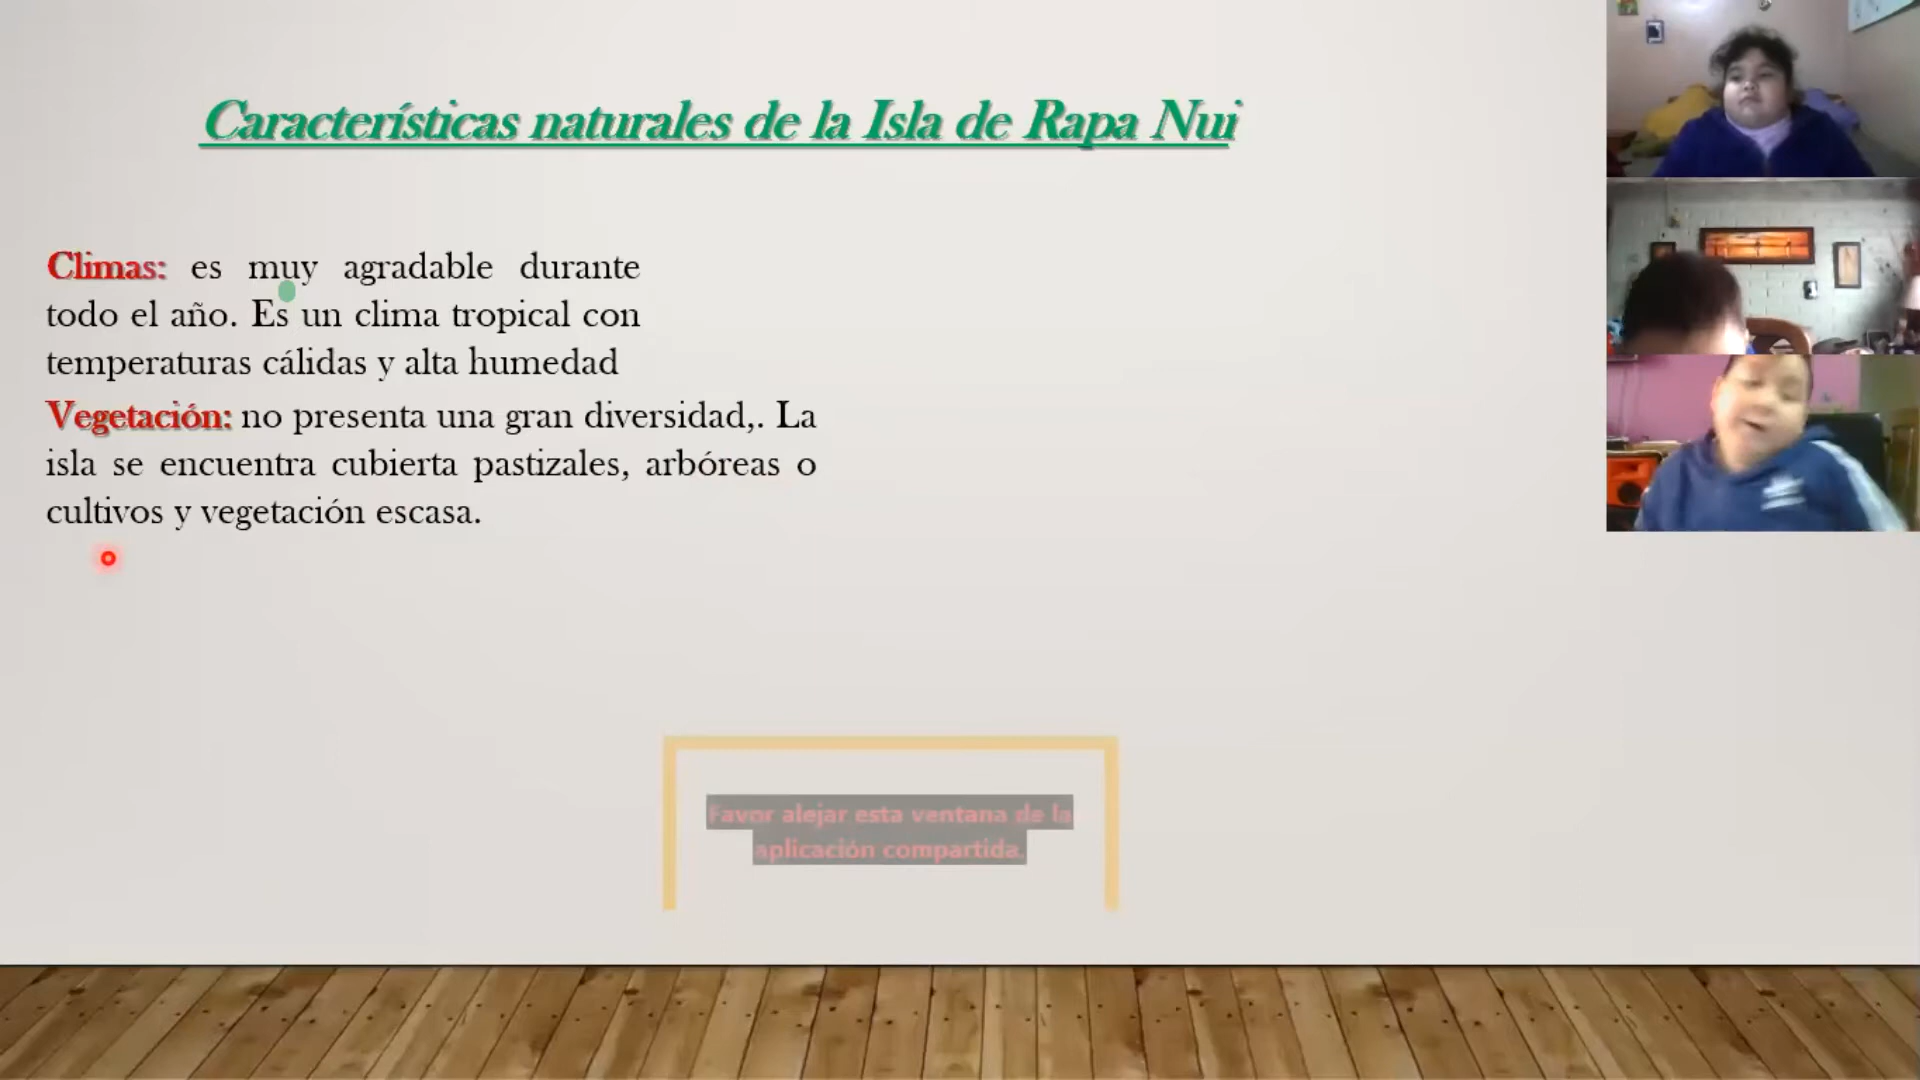 Características naturales de la Isla de Rapa Nui
Climas: es muy agradable durante
todo el año. Es un clima tropical con
temperaturas cálidas y alta humedad
Vegetación: no presenta una gran diversidad,. La
isla se encuentra cubierta pastizales, arbóreas o
cultivos y vegetación escasa.
Favor alejar esta ventana de la
aplicación compartida.